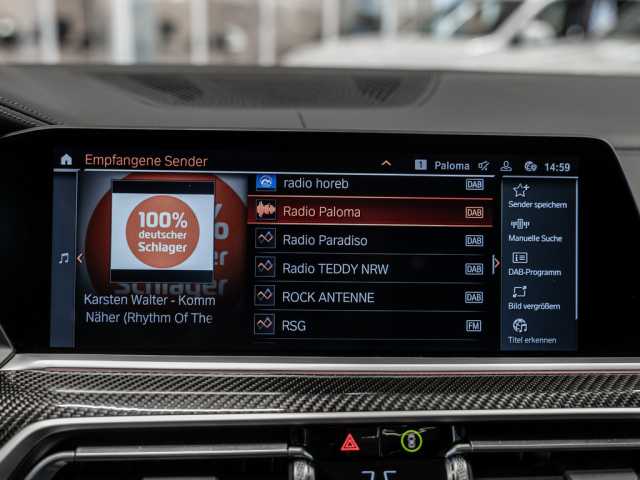 Empfangene Sender
1 Paloma 14:59
100%
deutscher
Schlager
Karsten Walter - Komm
Näher (Rhythm Of The
radio horeb DAB
Radio Paloma DAB
Radio Paradiso DAB
Radio TEDDY NRW DAB
ROCK ANTENNE DAB
RSG FM
Sender speichern
Manuelle Suche
DAB-Programm
Bild vergrößern
Titel erkennen